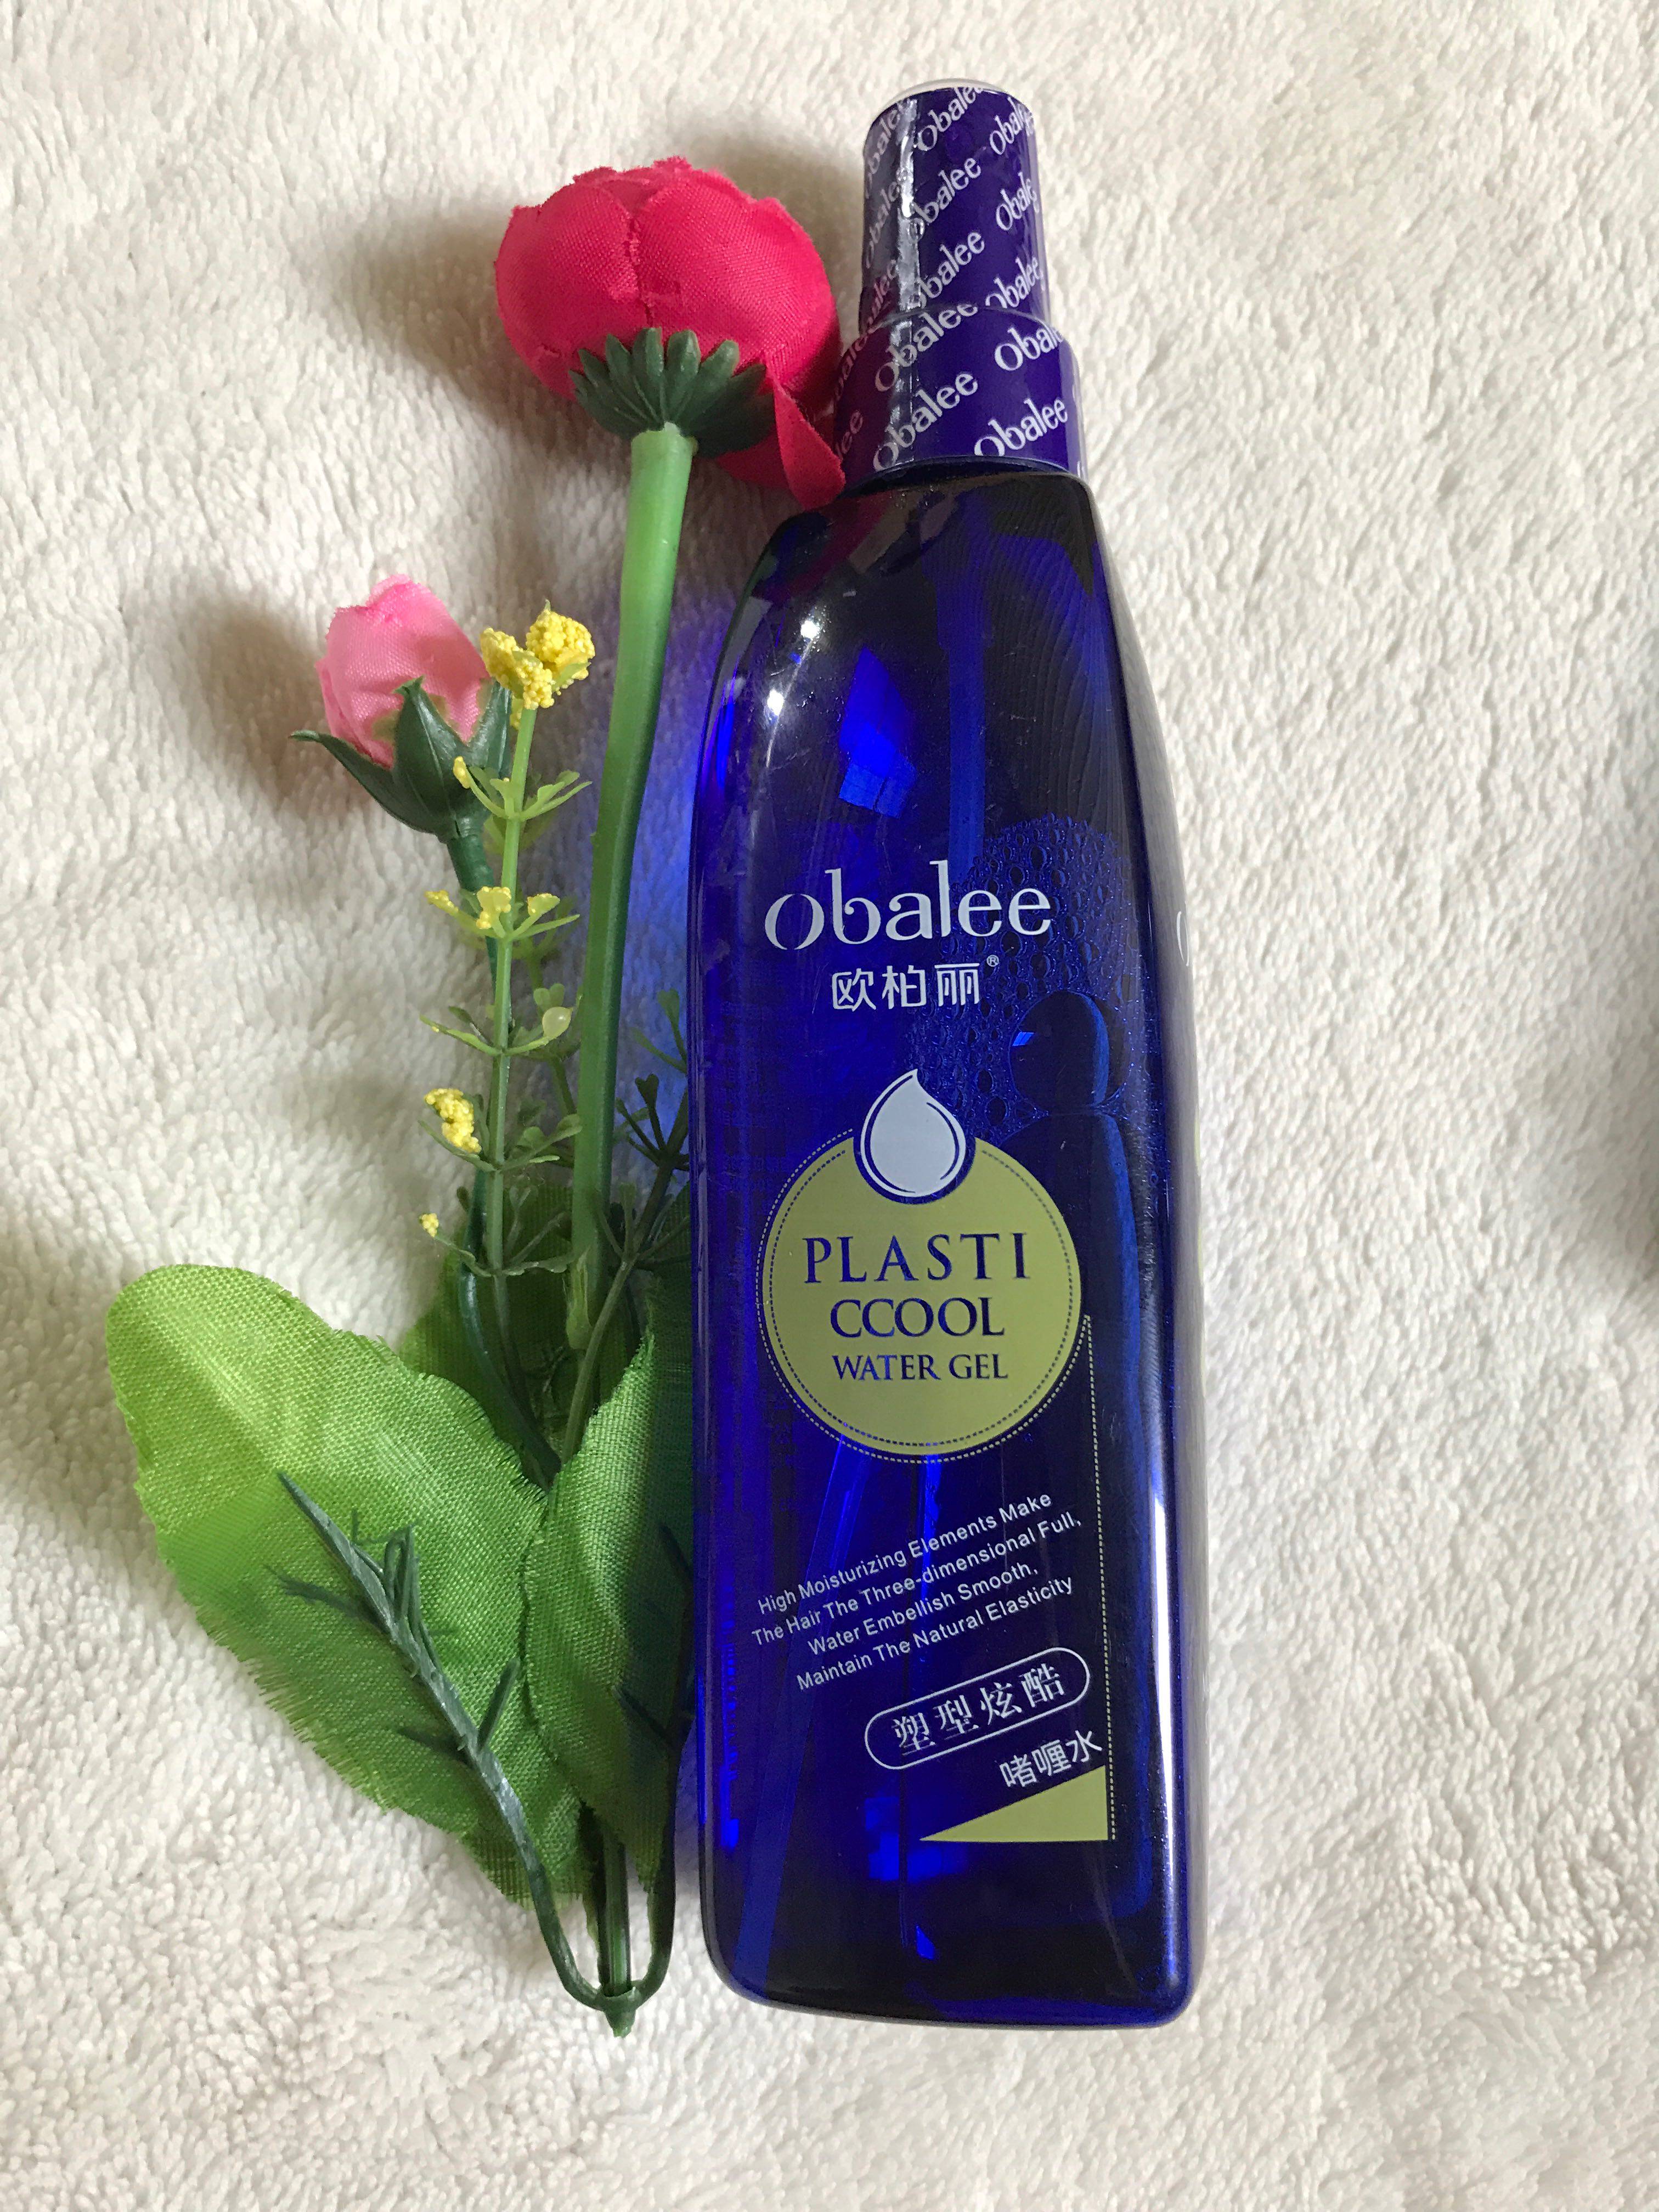 Obalee
Obalee
Obalee
Obalee
Obalee
Obalee
Obalee
obalee
欧柏丽®
PLASTI
CCOOL
WATER GEL
High Moisturizing Elements Make
The Hair The Three-dimensional Full,
Water Embellish Smooth,
Maintain The Natural Elasticity
塑型炫酷
啫喱水